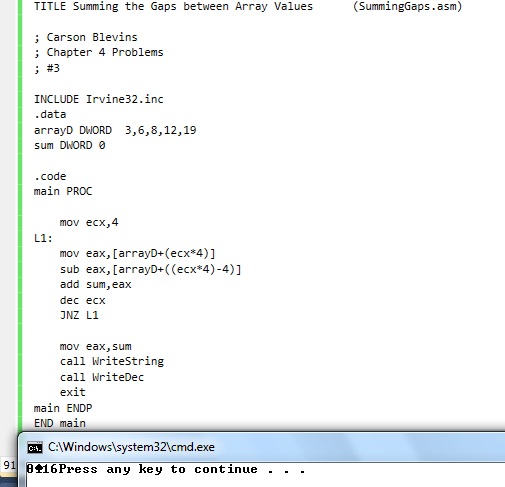 TITLE Summing the Gaps between Array Values      (SummingGaps.asm)
; Carson Blevins
; Chapter 4 Problems
; #3
INCLUDE Irvine32.inc
.data
arrayD DWORD  3,6,8,12,19
sum DWORD 0
.code
main PROC
    mov ecx,4
L1:
    mov eax,[arrayD+(ecx*4)]
    sub eax,[arrayD+((ecx*4)-4)]
    add sum,eax
    dec ecx
    JNZ L1
    mov eax,sum
    call WriteString
    call WriteDec
    exit
main ENDP
END main
C:\Windows\system32\cmd.exe
91
16Press any key to continue . . .